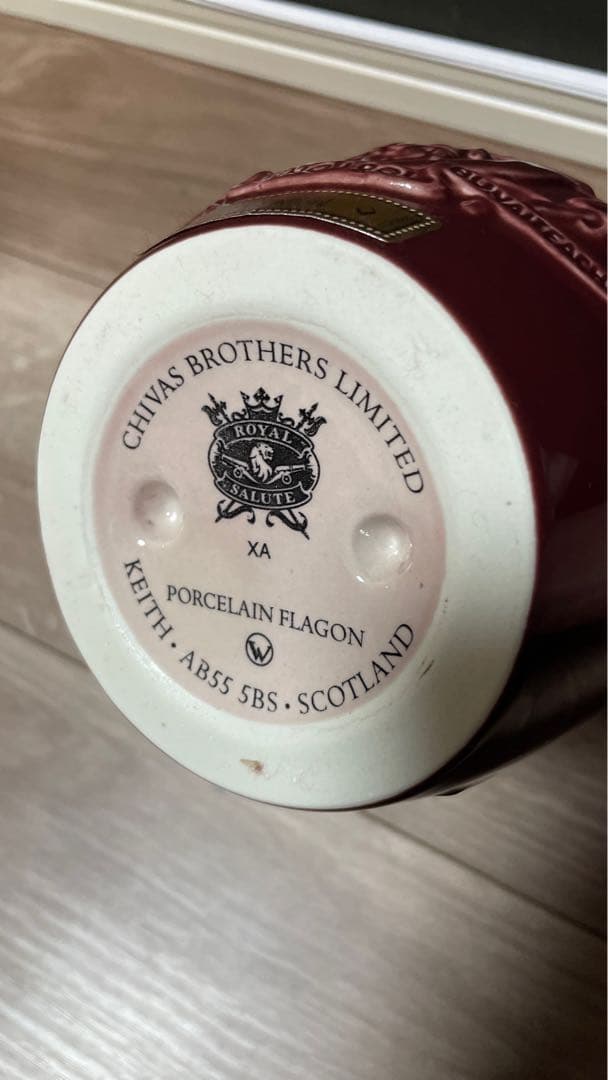 CHIVAS BROTHERS LIMITED
ROYAL
SALUTE
XA
PORCELAIN FLAGON
W
KEITH • AB55 5BS • SCOTLAND